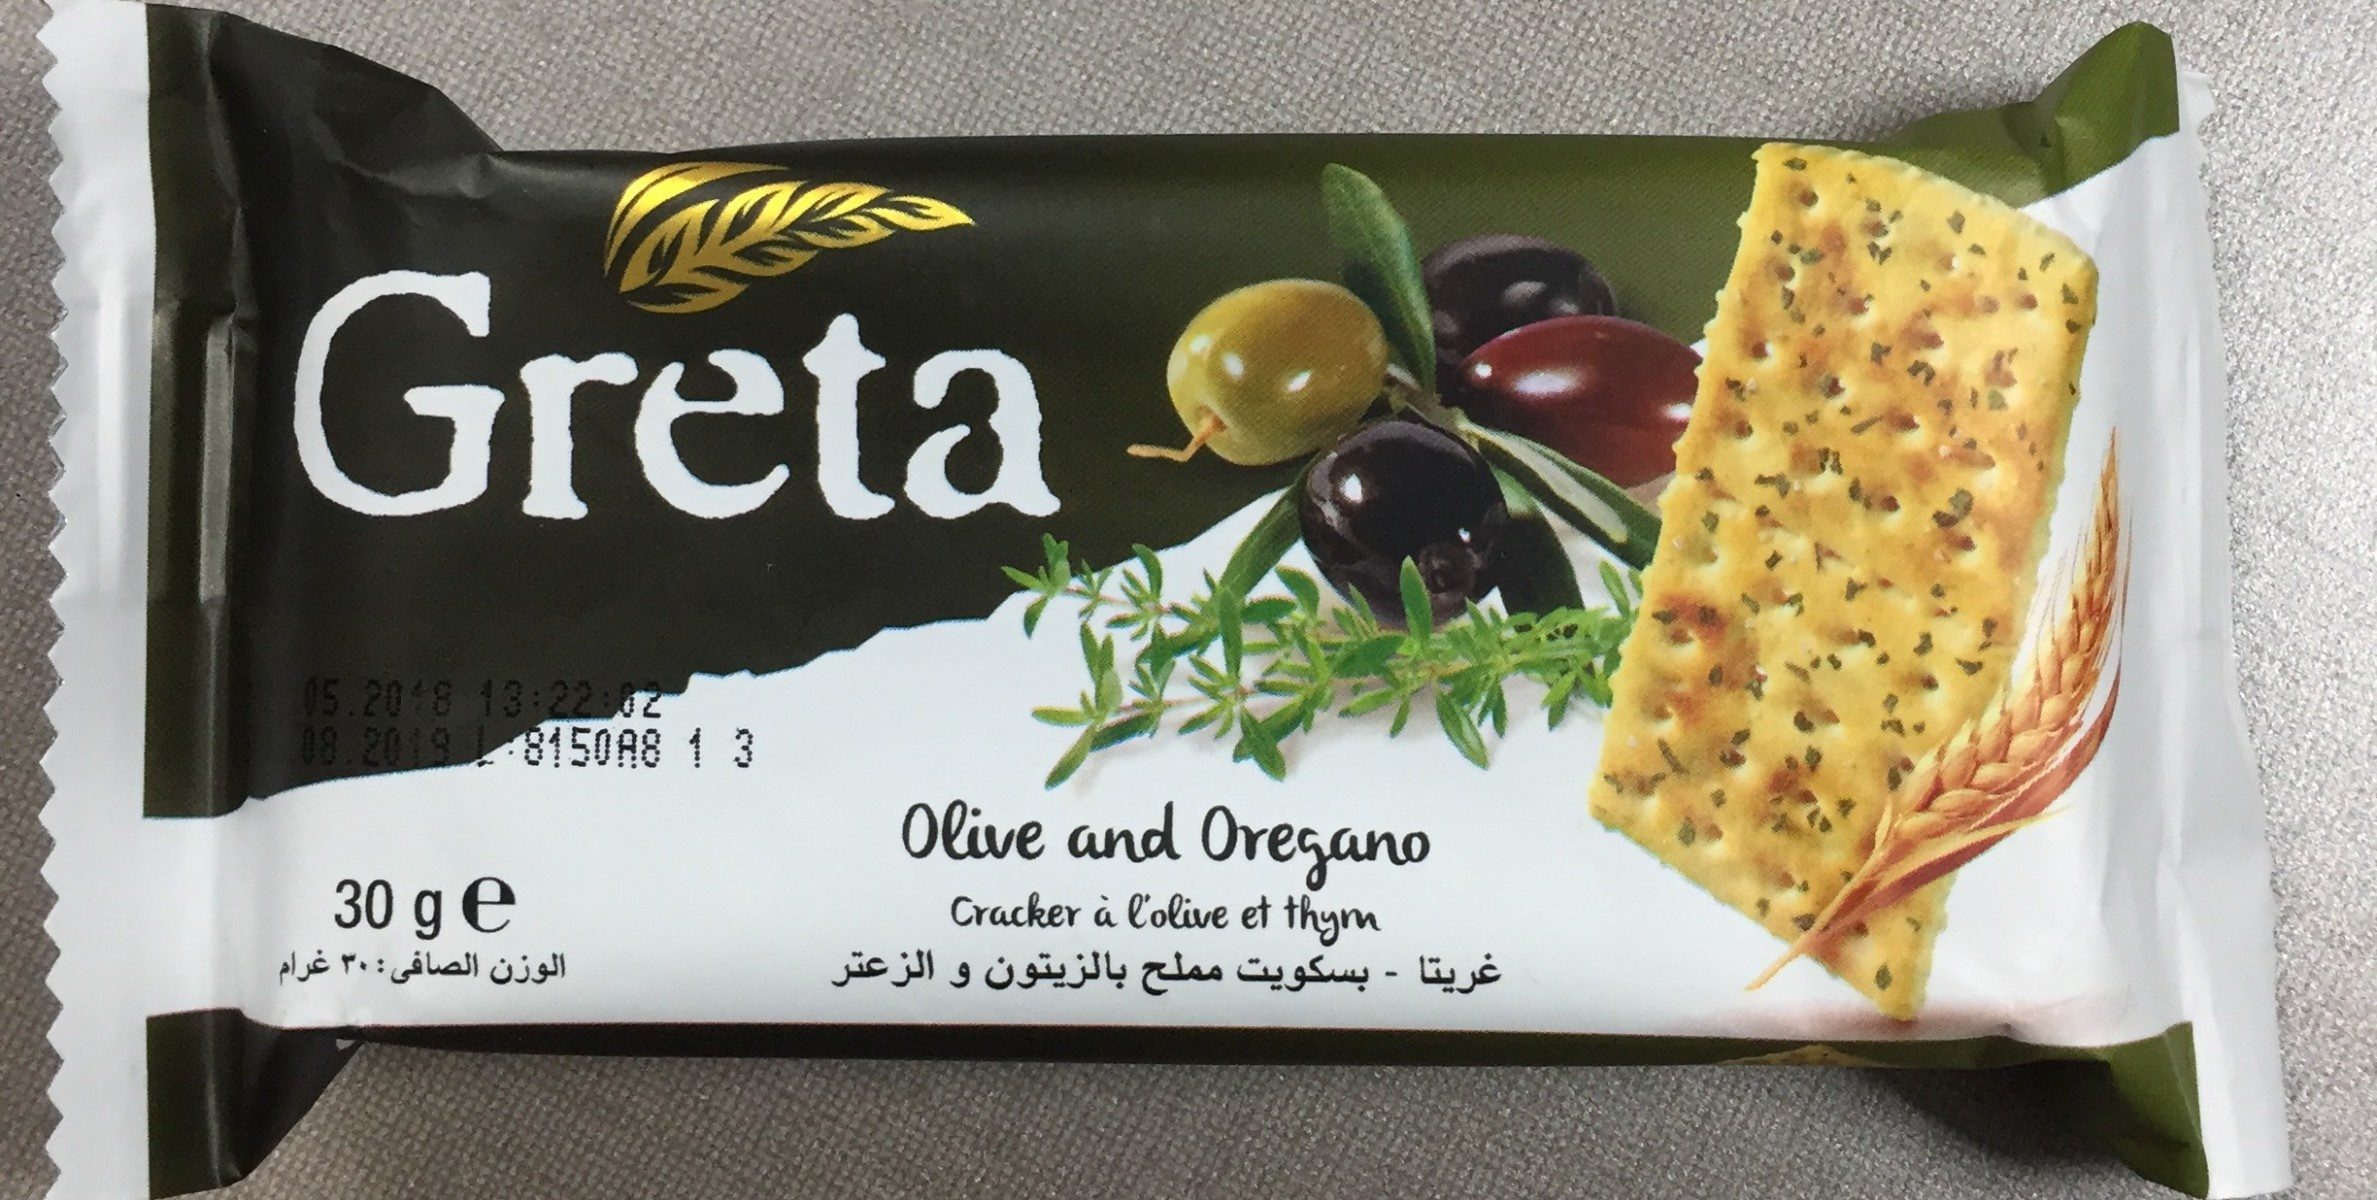 Greta
05.2018 13:22:02
08.2019 L:8150A8 1 3
Olive and Oregano
Cracker à l'olive et thym
غريتا - بسكويت مملح بالزيتون و الزعتر
30 g e
الوزن الصافى: ٣٠ غرام